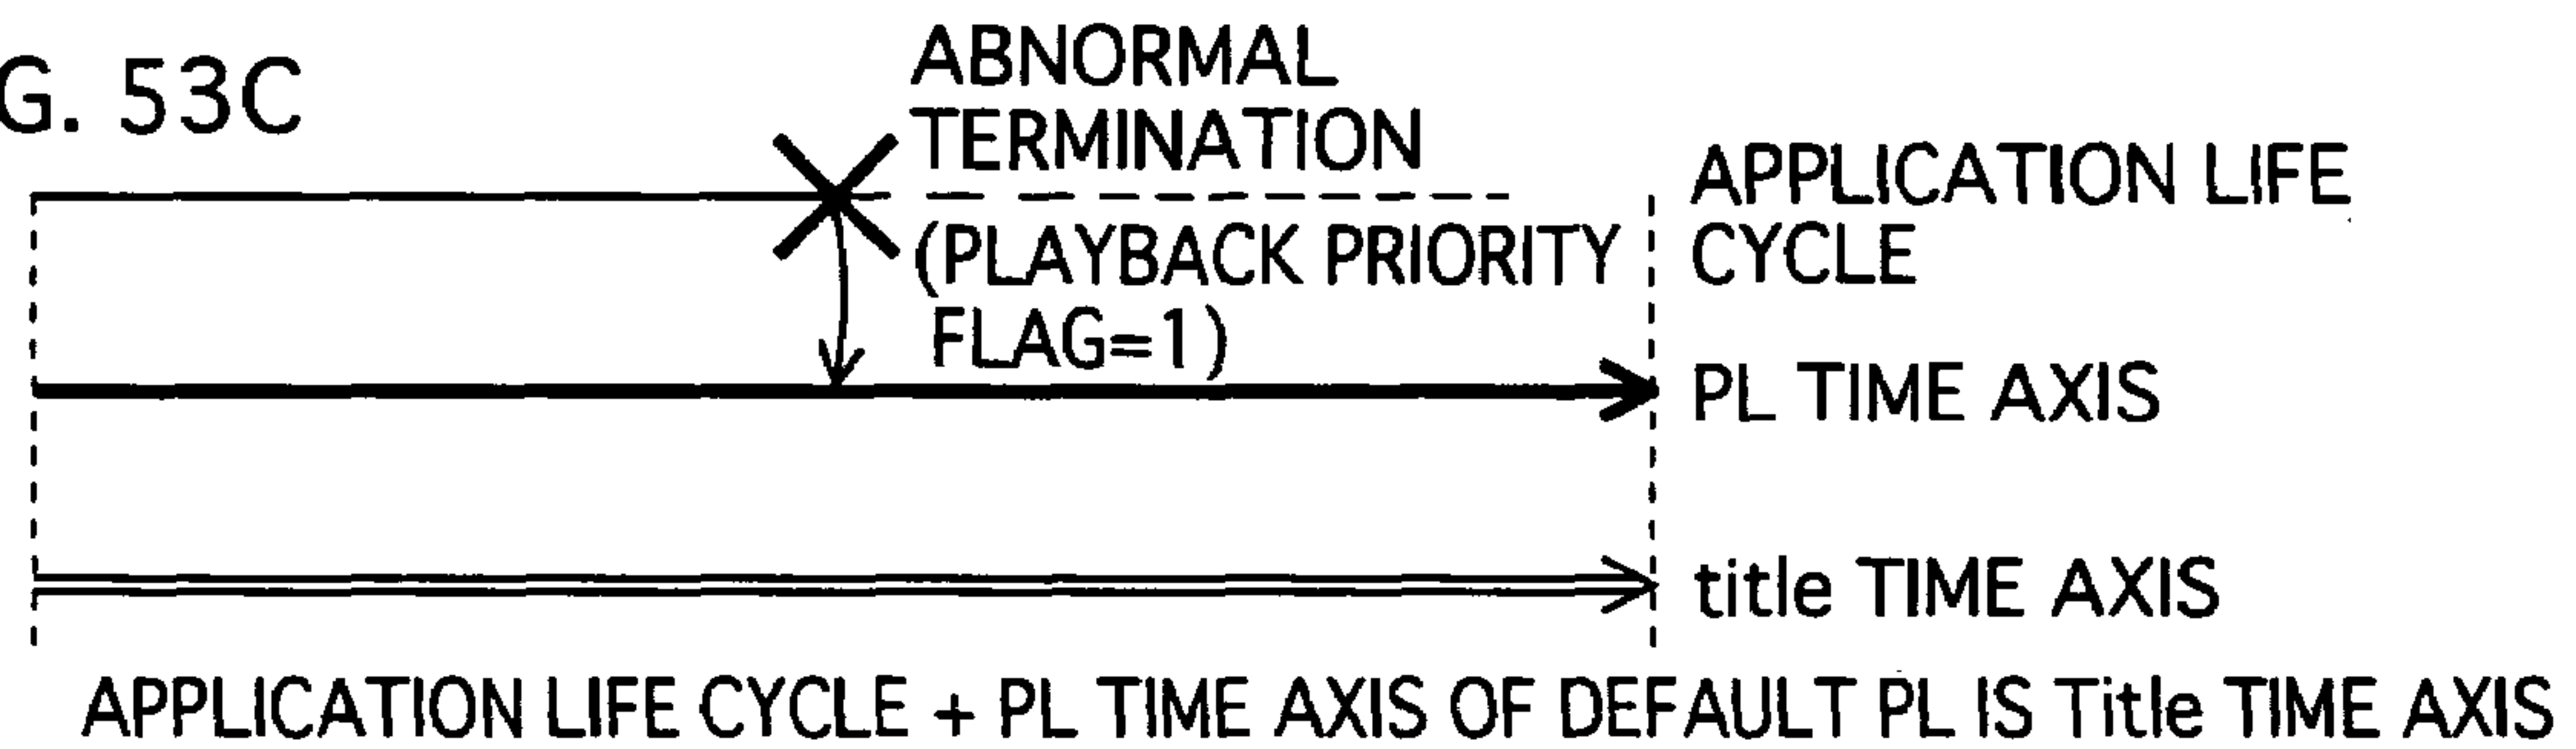 G. 53C
ABNORMAL
TERMINATION
(PLAYBACK PRIORITY
FLAG=1)
APPLICATION LIFE
CYCLE
PL TIME AXIS
title TIME AXIS
APPLICATION LIFE CYCLE + PL TIME AXIS OF DEFAULT PL IS Title TIME AXIS